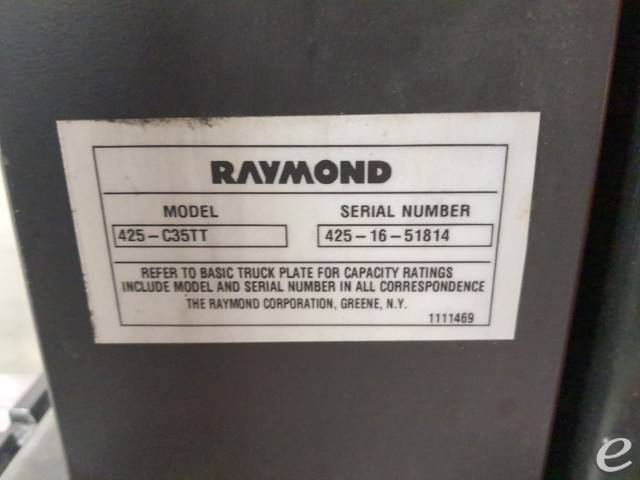 RAYMOND
MODEL SERIAL NUMBER
425-C35TT 425-16-51814
REFER TO BASIC TRUCK PLATE FOR CAPACITY RATINGS
INCLUDE MODEL AND SERIAL NUMBER IN ALL CORRESPONDENCE
THE RAYMOND CORPORATION, GREENE, N.Y.
1111469
e